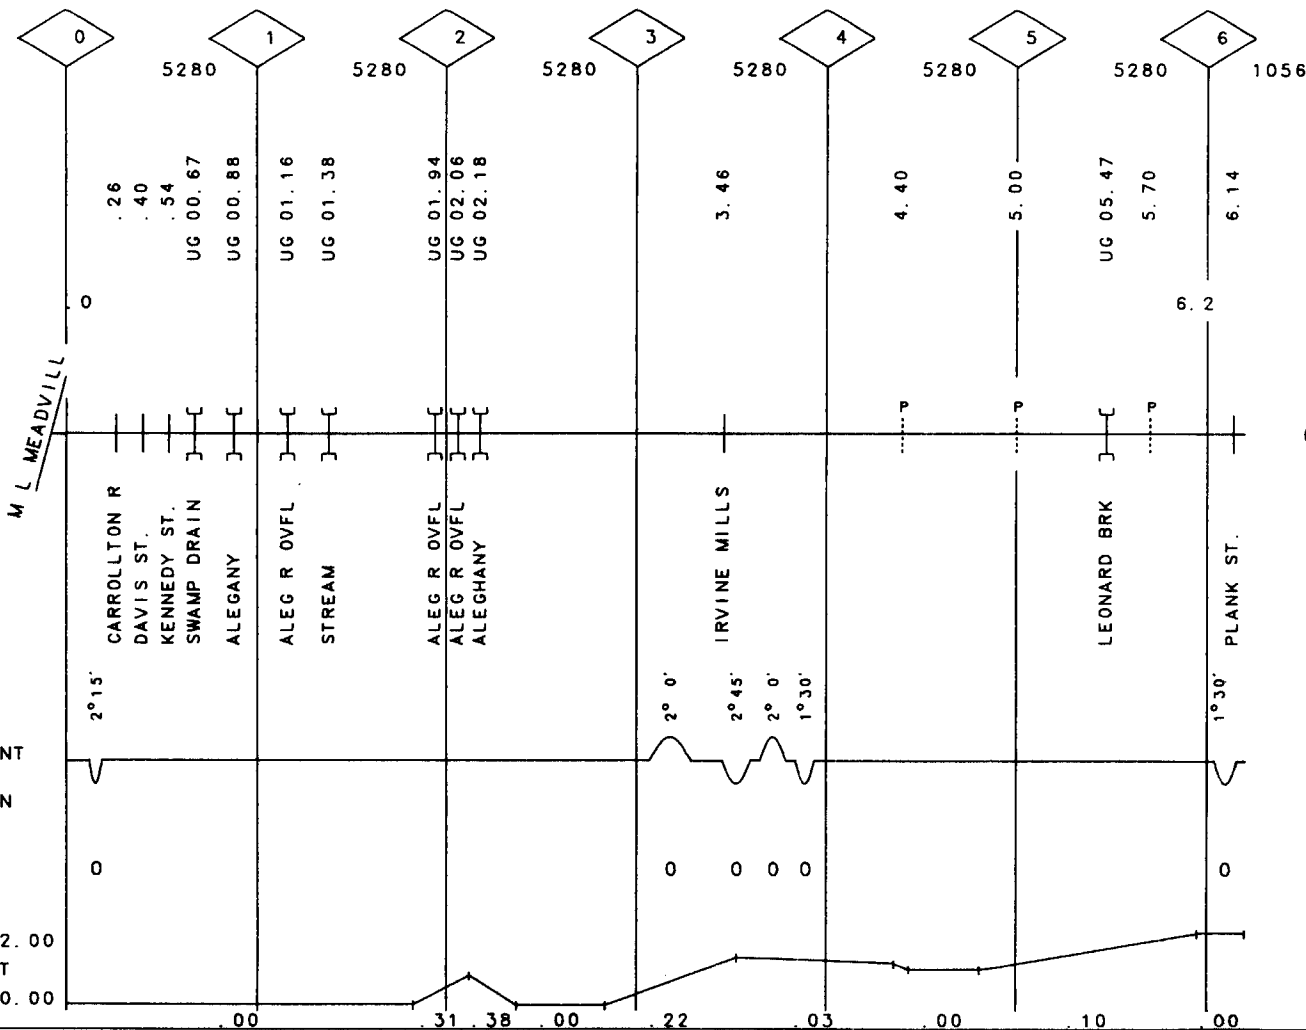 0 1 2 3 4 5 6
5280 5280 5280 5280 5280 5280 1056
.26
.40
.54
UG 00.67
UG 00.88
UG 01.16
UG 01.38
UG 01.94
UG 02.06
UG 02.18
3.46
4.40
5.00
UG 05.47
5.70
6.14
0
6.2
M L MEADVILL
P P P
CARROLLTON R
DAVIS ST.
KENNEDY ST.
SWAMP DRAIN
ALEGANY
ALEG R OVFL
STREAM
ALEG R OVFL
ALEG R OVFL
ALEGHANY
IRVINE MILLS
LEONARD BRK
PLANK ST.
2°15'
2° 0'
2°45'
2° 0'
1°30'
1°30'
NT
N
0 0 0 0 0 0
2.00
T
0.00
.00 .31 .38 .00 .22 .03 .00 .10 .00